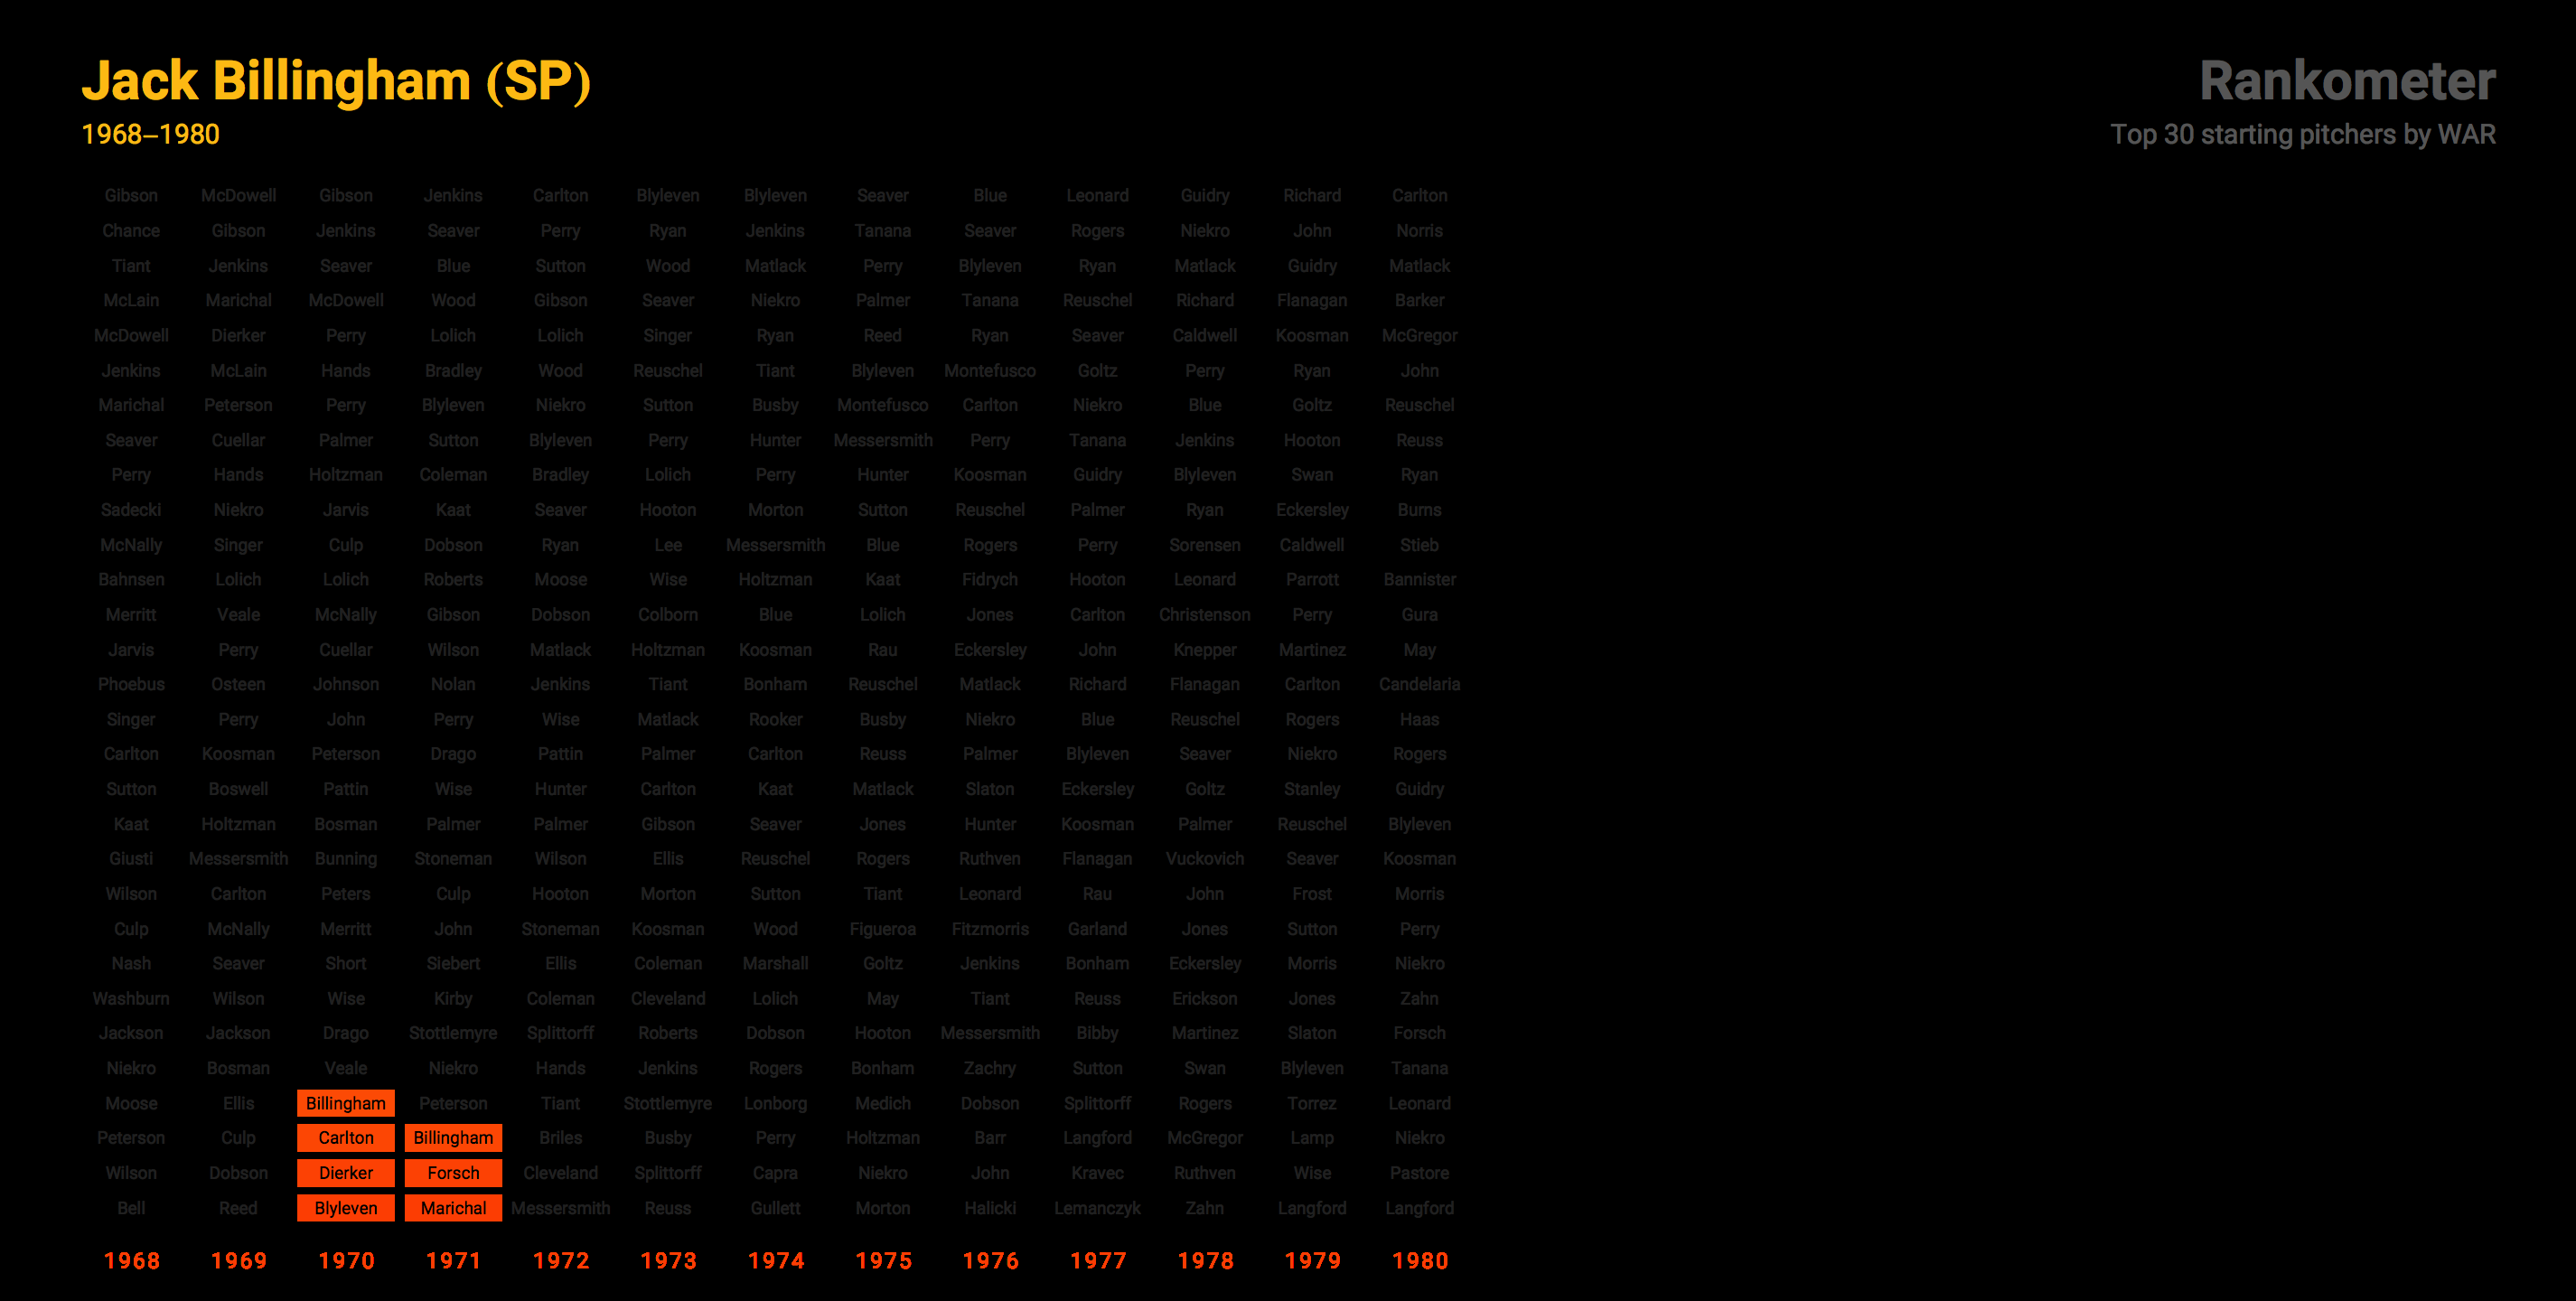 Jack Billingham (SP)
1968–1980
Rankometer
Top 30 starting pitchers by WAR
Gibson McDowell Gibson Jenkins Carlton Blyleven Blyleven Seaver Blue Leonard Guidry Richard Carlton
Chance Gibson Jenkins Seaver Perry Ryan Jenkins Tanana Seaver Rogers Niekro John Norris
Tiant Jenkins Seaver Blue Sutton Wood Matlack Perry Blyleven Ryan Matlack Guidry Matlack
McLain Marichal McDowell Wood Gibson Seaver Niekro Palmer Tanana Reuschel Richard Flanagan Barker
McDowell Dierker Perry Lolich Lolich Singer Ryan Reed Ryan Seaver Caldwell Koosman McGregor
Jenkins McLain Hands Bradley Wood Reuschel Tiant Blyleven Montefusco Goltz Perry Ryan John
Marichal Peterson Perry Blyleven Niekro Sutton Busby Montefusco Carlton Niekro Blue Goltz Reuschel
Seaver Cuellar Palmer Sutton Blyleven Perry Hunter Messersmith Perry Tanana Jenkins Hooton Reuss
Perry Hands Holtzman Coleman Bradley Lolich Perry Hunter Koosman Guidry Blyleven Swan Ryan
Sadecki Niekro Jarvis Kaat Seaver Hooton Morton Sutton Reuschel Palmer Ryan Eckersley Burns
McNally Singer Culp Dobson Ryan Lee Messersmith Blue Rogers Perry Sorensen Caldwell Stieb
Bahnsen Lolich Lolich Roberts Moose Wise Holtzman Kaat Fidrych Hooton Leonard Parrott Bannister
Merritt Veale McNally Gibson Dobson Colborn Blue Lolich Jones Carlton Christenson Perry Gura
Jarvis Perry Cuellar Wilson Matlack Holtzman Koosman Rau Eckersley John Knepper Martinez May
Phoebus Osteen Johnson Nolan Jenkins Tiant Bonham Reuschel Matlack Richard Flanagan Carlton Candelaria
Singer Perry John Perry Wise Matlack Rooker Busby Niekro Blue Reuschel Rogers Haas
Carlton Koosman Peterson Drago Pattin Palmer Carlton Reuss Palmer Blyleven Seaver Niekro Rogers
Sutton Boswell Pattin Wise Hunter Carlton Kaat Matlack Slaton Eckersley Goltz Stanley Guidry
Kaat Holtzman Bosman Palmer Palmer Gibson Seaver Jones Hunter Koosman Palmer Reuschel Blyleven
Giusti Messersmith Bunning Stoneman Wilson Ellis Reuschel Rogers Ruthven Flanagan Vuckovich Seaver Koosman
Wilson Carlton Peters Culp Hooton Morton Sutton Tiant Leonard Rau John Frost Morris
Culp McNally Merritt John Stoneman Koosman Wood Figueroa Fitzmorris Garland Jones Sutton Perry
Nash Seaver Short Siebert Ellis Coleman Marshall Goltz Jenkins Bonham Eckersley Morris Niekro
Washburn Wilson Wise Kirby Coleman Cleveland Lolich May Tiant Reuss Erickson Jones Zahn
Jackson Jackson Drago Stottlemyre Splittorff Roberts Dobson Hooton Messersmith Bibby Martinez Slaton Forsch
Niekro Bosman Veale Niekro Hands Jenkins Rogers Bonham Zachry Sutton Swan Blyleven Tanana
Moose Ellis Billingham Peterson Tiant Stottlemyre Lonborg Medich Dobson Splittorff Rogers Torrez Leonard
Peterson Culp Carlton Billingham Briles Busby Perry Holtzman Barr Langford McGregor Lamp Niekro
Wilson Dobson Dierker Forsch Cleveland Splittorff Capra Niekro John Kravec Ruthven Wise Pastore
Bell Reed Blyleven Marichal Messersmith Reuss Gullett Morton Halicki Lemanczyk Zahn Langford Langford
1968 1969 1970 1971 1972 1973 1974 1975 1976 1977 1978 1979 1980